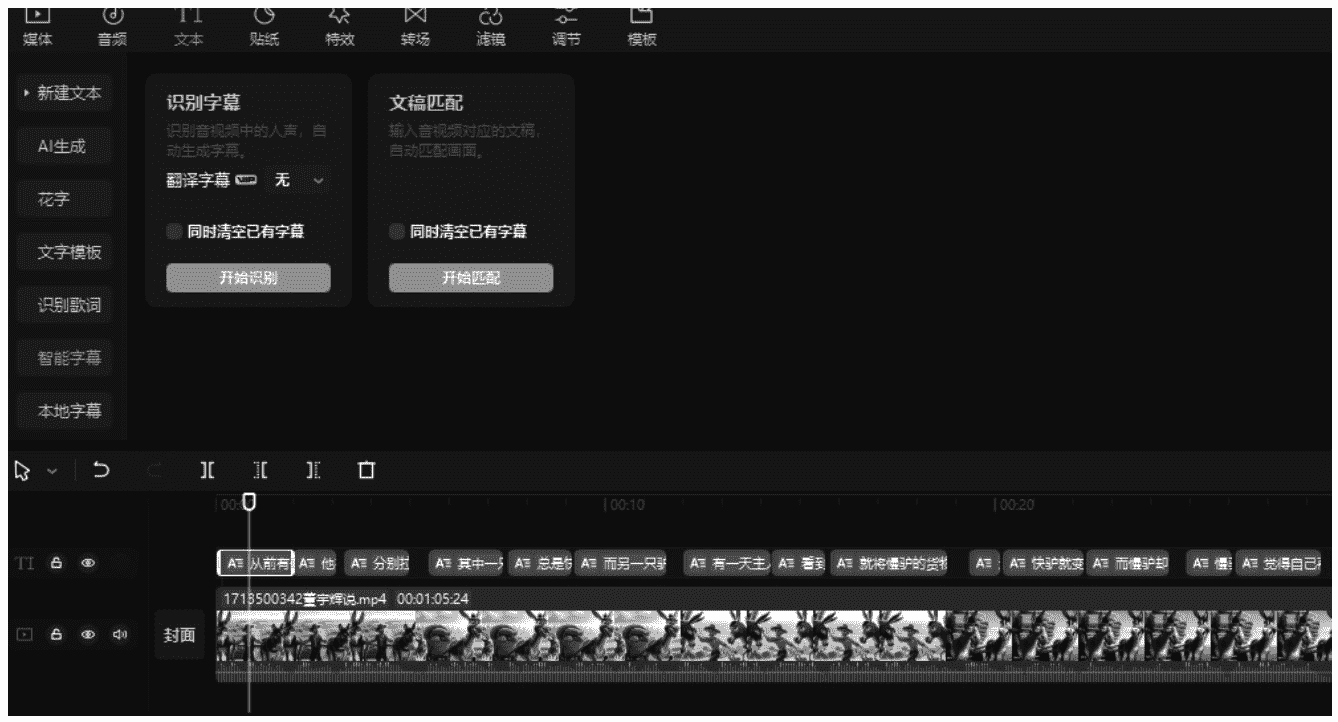 媒体 音频 文本 贴纸 特效 转场 滤镜 调节 模板
新建文本
AI生成
花字
文字模板
识别歌词
智能字幕
本地字幕
识别字幕
识别音视频中的人声，自
动生成字幕。
翻译字幕 VIP 无
同时清空已有字幕
开始识别
文稿匹配
输入音视频对应的文稿，
自动匹配画面。
同时清空已有字幕
开始匹配
00:10 00:20
TI A 从前有 A 他 A 分别拉 A 其中一 A 总是 A 而另一只驴 A 有一天主 A 看到 A 就将懂驴的货物 A A 快驴就变 A 而懂驴却 A A 觉得自己
1718500342董宇辉说.mp4 00:01:05:24
封面